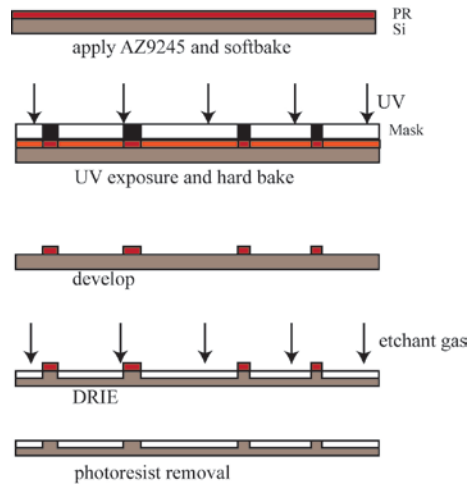 PR
Si
apply AZ9245 and softbake
UV
Mask
UV exposure and hard bake
develop
etchant gas
DRIE
photoresist removal